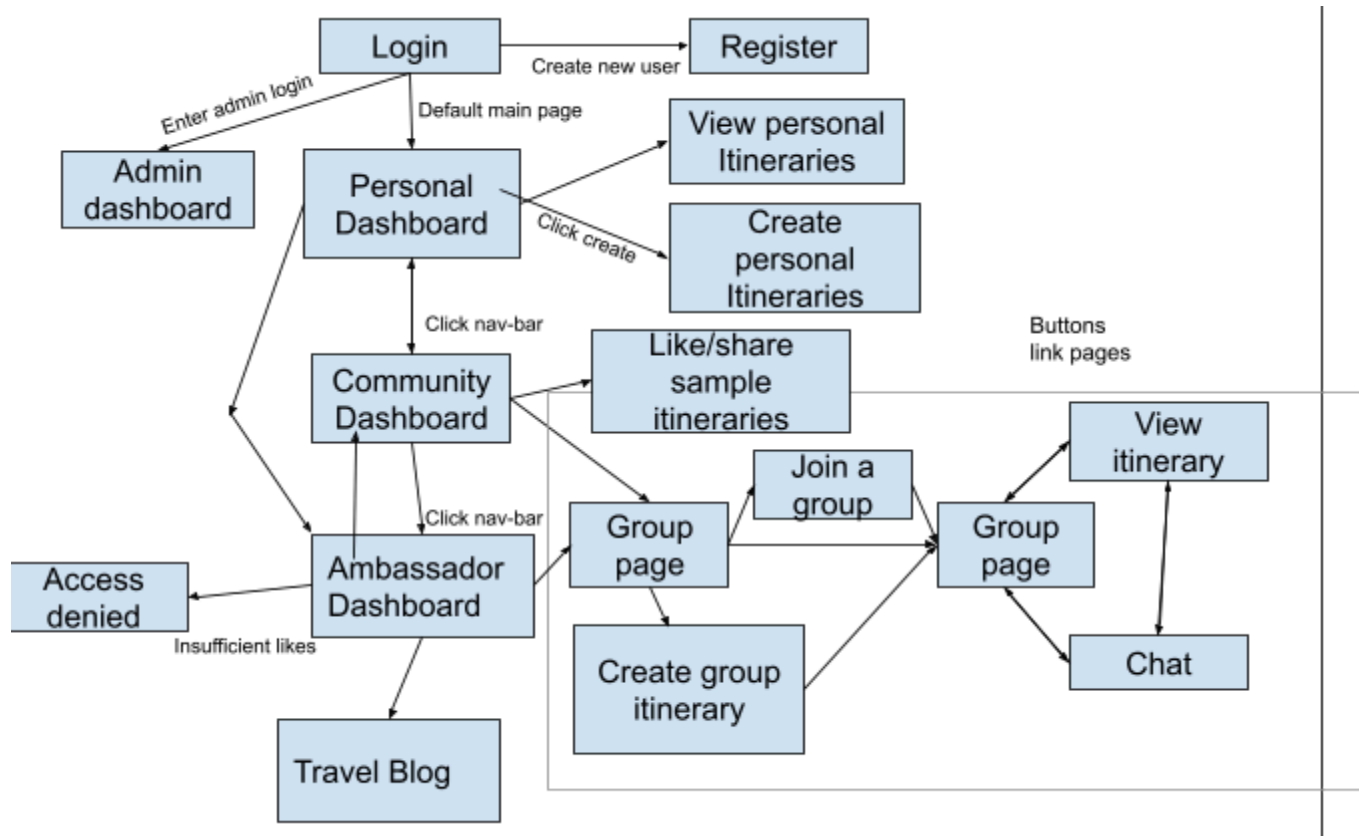 Login
Register
Create new user
Enter admin login
Default main page
Admin
dashboard
Personal
Dashboard
View personal
Itineraries
Click create
Create
personal
Itineraries
Click nav-bar
Buttons
link pages
Community
Dashboard
Like/share
sample
itineraries
View
itinerary
Join a
group
Click nav-bar
Group
page
Group
page
Ambassador
Dashboard
Access
denied
Insufficient likes
Create group
itinerary
Chat
Travel Blog